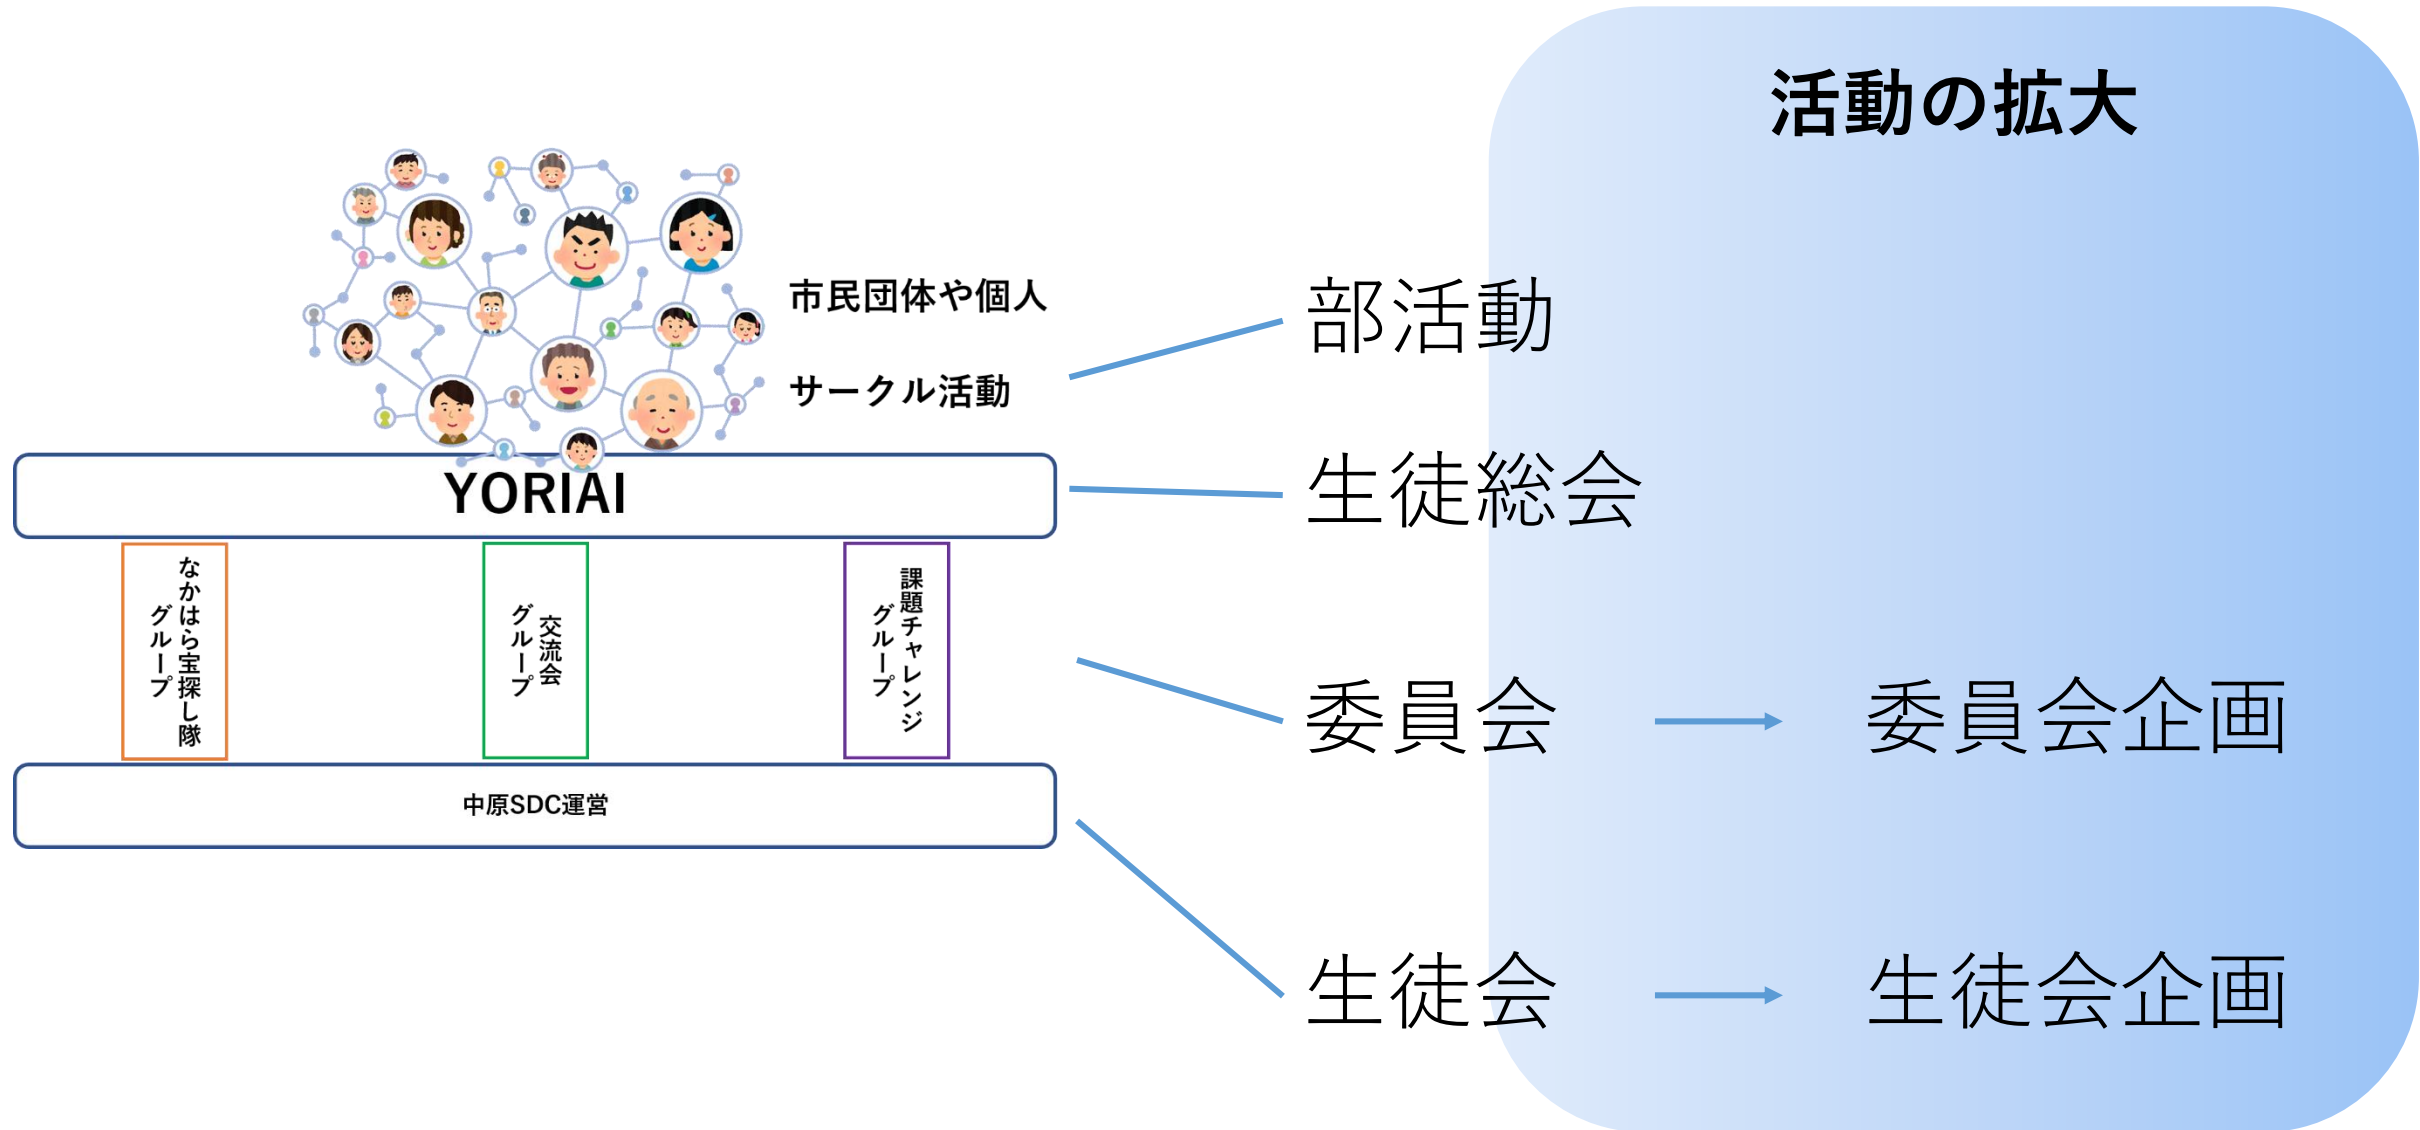 活動の拡大
市民団体や個人
サークル活動
部活動
YORIAI
生徒総会
なかはら宝探し隊
グループ
交流会
グループ
課題チャレンジ
グループ
委員会
委員会企画
中原SDC運営
生徒会
生徒会企画